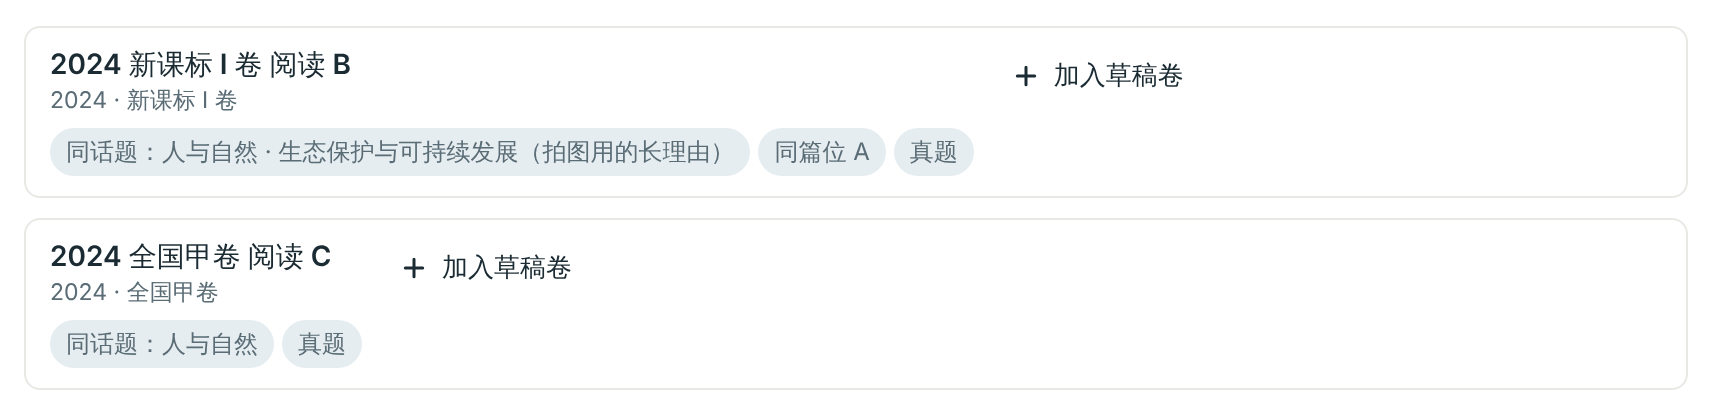 2024 新课标 I 卷 阅读 B
加入草稿卷
2024 · 新课标 I 卷
同话题：人与自然 · 生态保护与可持续发展（拍图用的长理由） 同篇位 A 真题
2024 全国甲卷 阅读 C
加入草稿卷
2024 · 全国甲卷
同话题：人与自然 真题